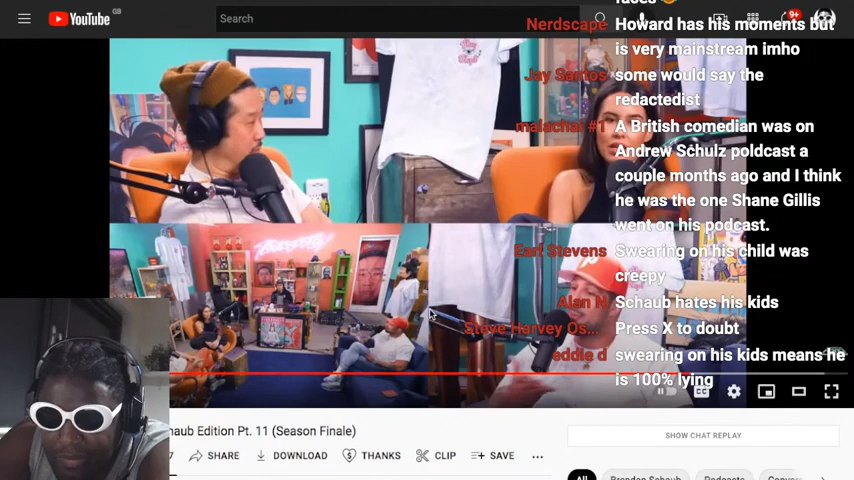 YouTube GB
Search
9+
faces
Nerdscape Howard has his moments but
is very mainstream imho
Jay Santos some would say the
redactedist
malachai #1 A British comedian was on
Andrew Schulz poldcast a
couple months ago and I think
he was the one Shane Gillis
went on his podcast.
Earl Stevens Swearing on his child was
creepy
Alan N Schaub hates his kids
Steve Harvey Os... Press X to doubt
eddie d swearing on his kids means he
is 100% lying
haub Edition Pt. 11 (Season Finale)
7 SHARE DOWNLOAD THANKS CLIP SAVE ...
SHOW CHAT REPLAY
All Brendan Schaub Podcasts